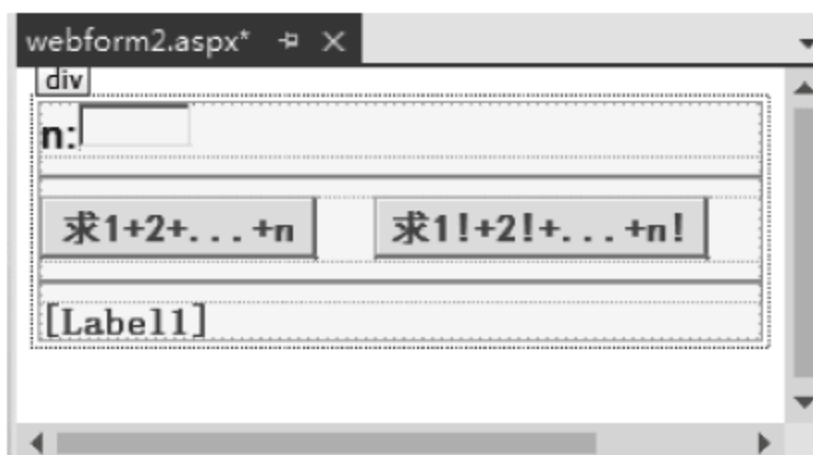 webform2.aspx*
div
n:
求1+2+...+n 求1!+2!+...+n!
[Label1]